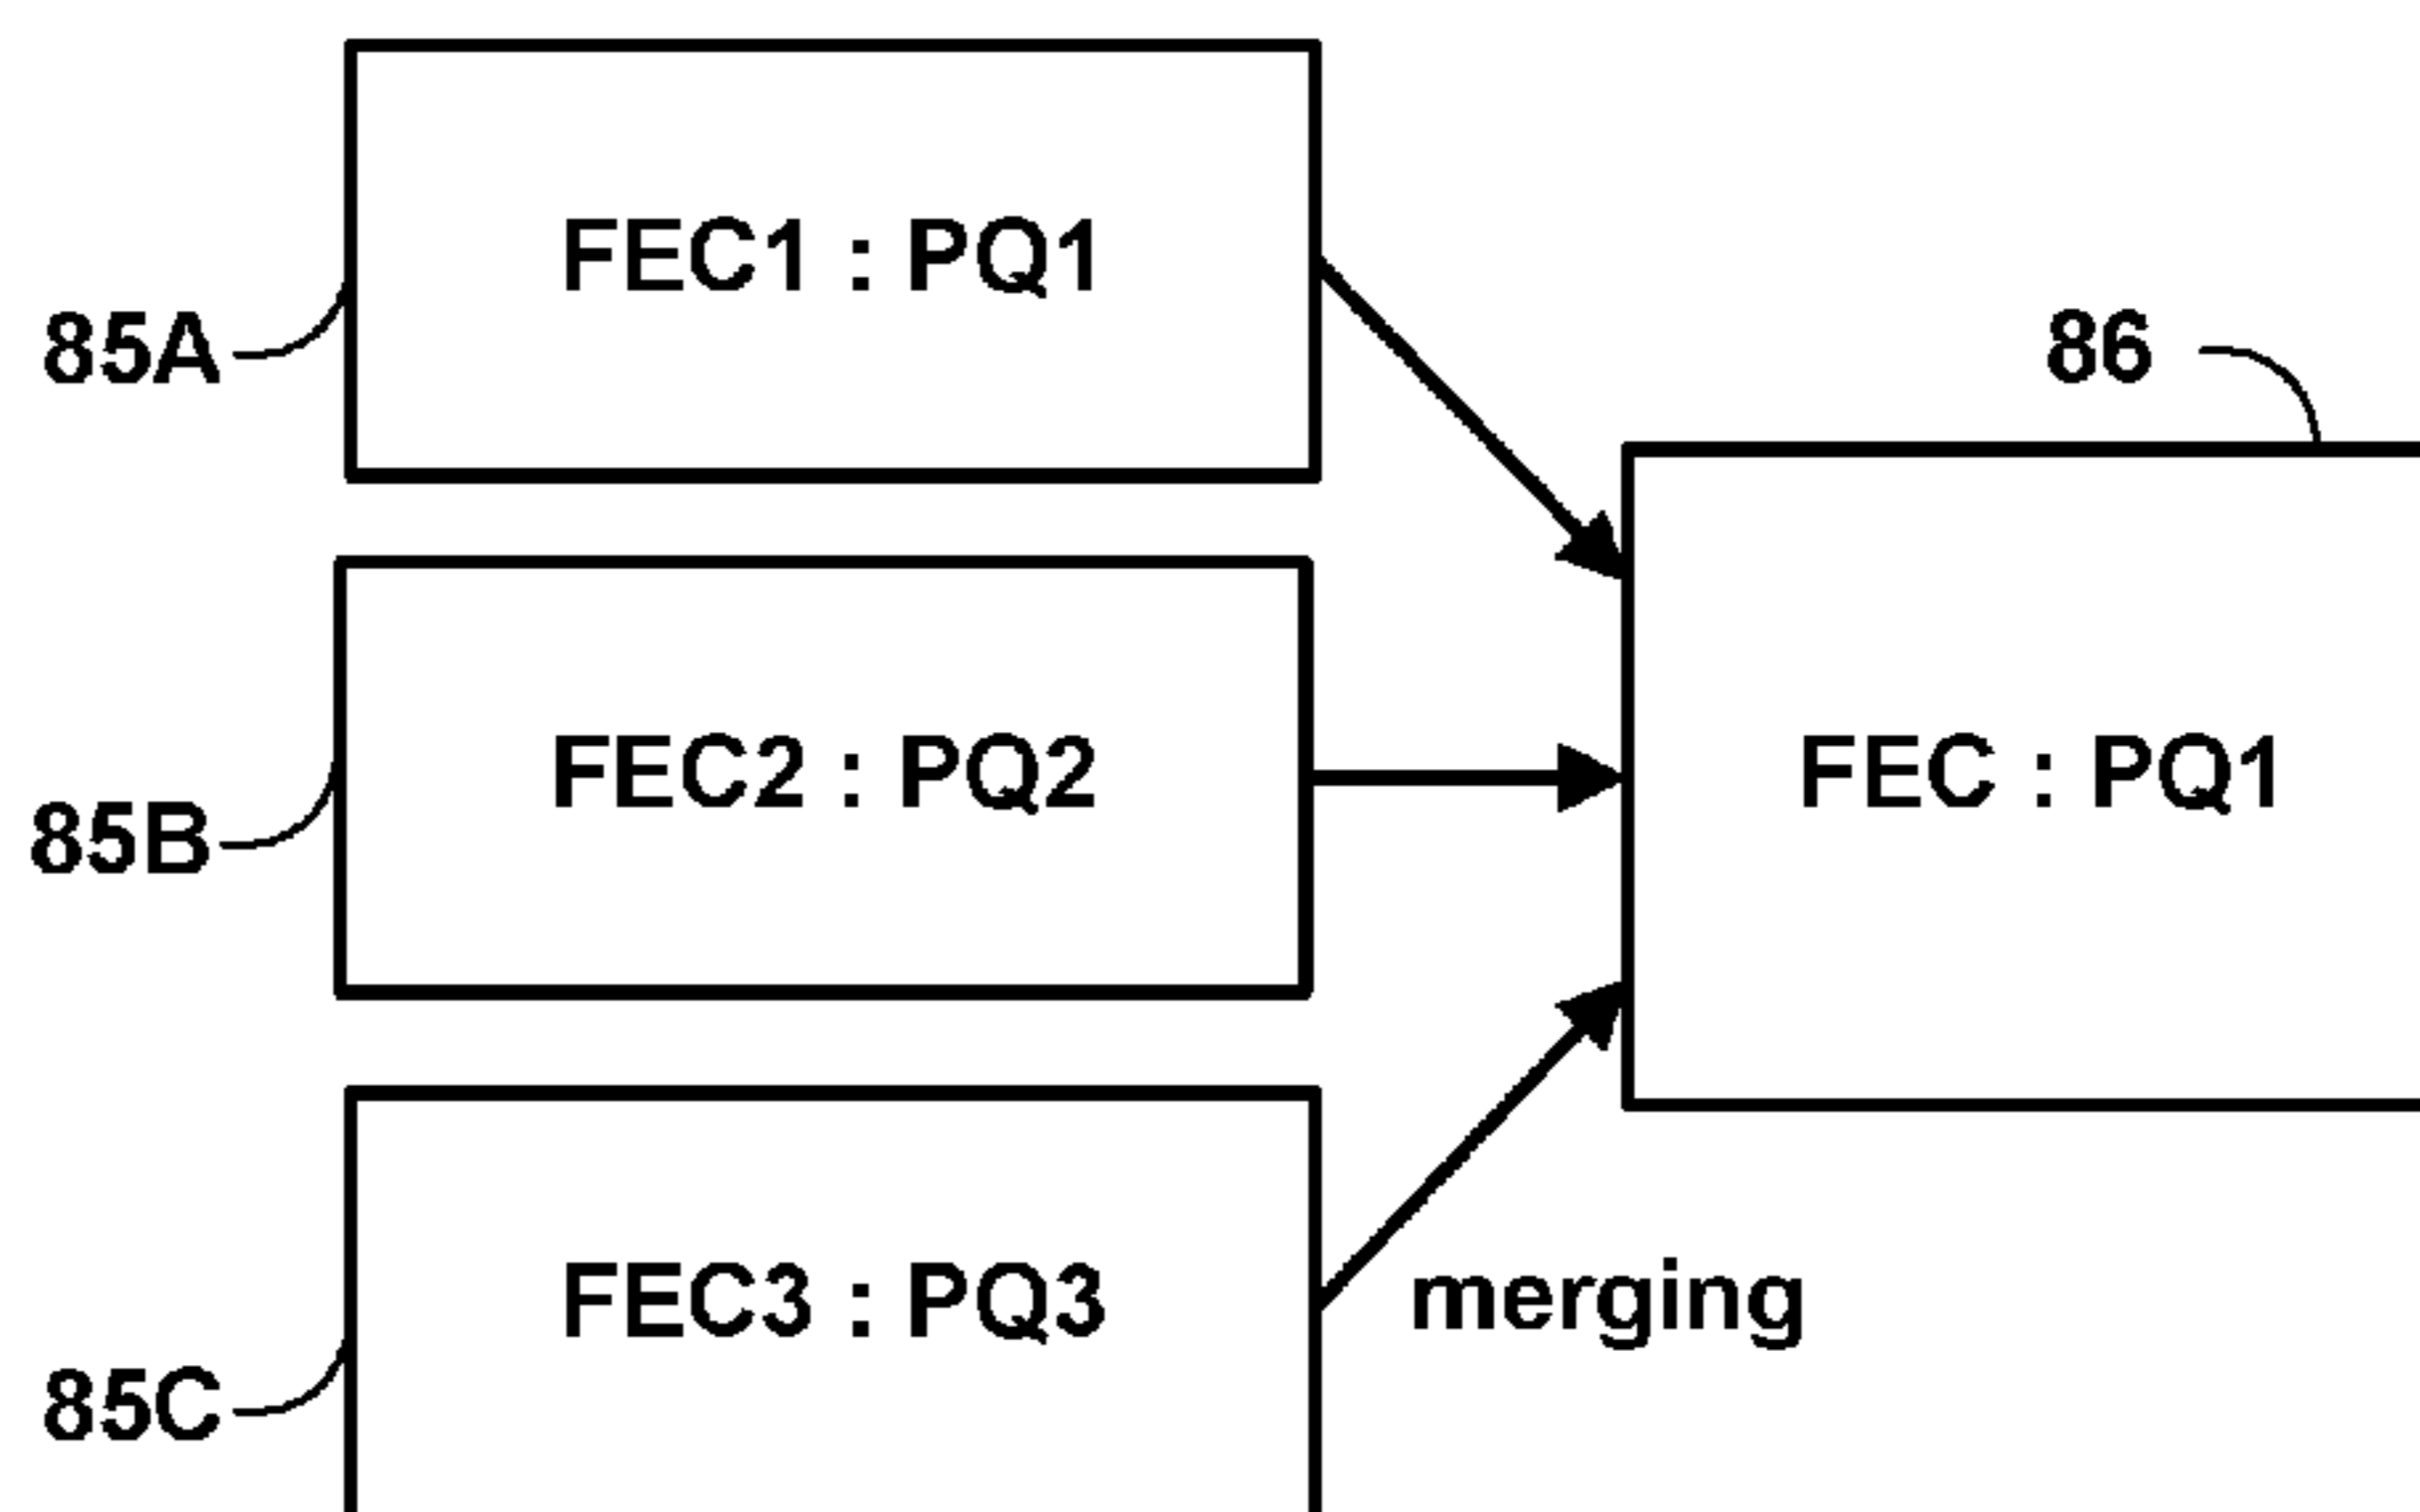 FEC1 : PQ1
85A
86
FEC2 : PQ2
FEC : PQ1
85B
FEC3 : PQ3
merging
85C